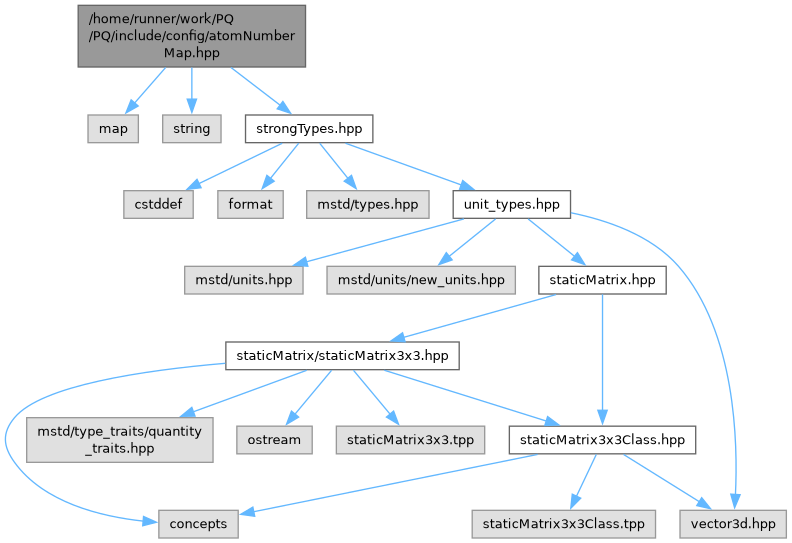 /home/runner/work/PQ
/PQ/include/config/atomNumber
Map.hpp
map
string
strongTypes.hpp
cstddef
format
mstd/types.hpp
unit_types.hpp
mstd/units.hpp
mstd/units/new_units.hpp
staticMatrix.hpp
staticMatrix/staticMatrix3x3.hpp
mstd/type_traits/quantity
_traits.hpp
ostream
staticMatrix3x3.tpp
staticMatrix3x3Class.hpp
concepts
staticMatrix3x3Class.tpp
vector3d.hpp